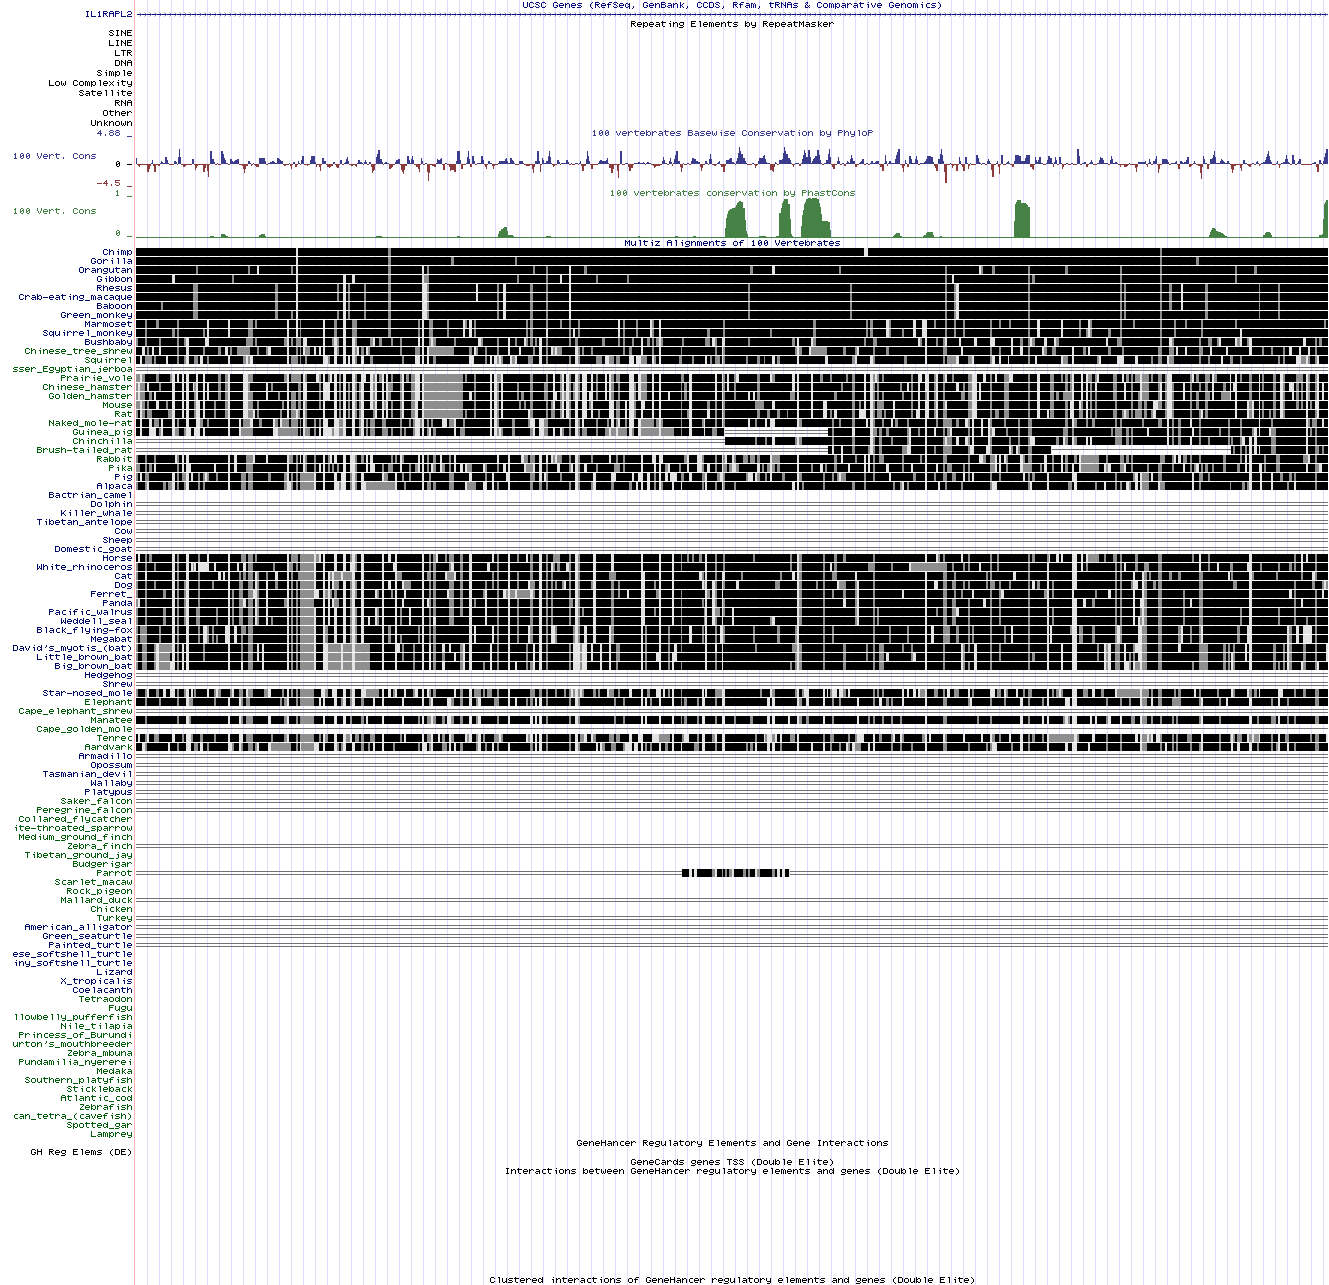 UCSC Genes (RefSeq, GenBank, CCDS, Rfam, tRNAs & Comparative Genomics)
IL1RAPL2
Repeating Elements by RepeatMasker
SINE
LINE
LTR
DNA
Simple
Low Complexity
Satellite
RNA
Other
Unknown
4.88 _
100 vertebrates Basewise Conservation by PhyloP
100 Vert. Cons
0 _
-4.5 _
1 _
100 vertebrates conservation by PhastCons
100 Vert. Cons
0 _
Multiz Alignments of 100 Vertebrates
Chimp
Gorilla
Orangutan
Gibbon
Rhesus
Crab-eating_macaque
Baboon
Green_monkey
Marmoset
Squirrel_monkey
Bushbaby
Chinese_tree_shrew
Squirrel
sser_Egyptian_jerboa
Prairie_vole
Chinese_hamster
Golden_hamster
Mouse
Rat
Naked_mole-rat
Guinea_pig
Chinchilla
Brush-tailed_rat
Rabbit
Pika
Pig
Alpaca
Bactrian_camel
Dolphin
Killer_whale
Tibetan_antelope
Cow
Sheep
Domestic_goat
Horse
White_rhinoceros
Cat
Dog
Ferret_
Panda
Pacific_walrus
Weddell_seal
Black_flying-fox
Megabat
David's_myotis_(bat)
Little_brown_bat
Big_brown_bat
Hedgehog
Shrew
Star-nosed_mole
Elephant
Cape_elephant_shrew
Manatee
Cape_golden_mole
Tenrec
Aardvark
Armadillo
Opossum
Tasmanian_devil
Wallaby
Platypus
Saker_falcon
Peregrine_falcon
Collared_flycatcher
ite-throated_sparrow
Medium_ground_finch
Zebra_finch
Tibetan_ground_jay
Budgerigar
Parrot
Scarlet_macaw
Rock_pigeon
Mallard_duck
Chicken
Turkey
American_alligator
Green_seaturtle
Painted_turtle
ese_softshell_turtle
iny_softshell_turtle
Lizard
X_tropicalis
Coelacanth
Tetraodon
Fugu
llowbelly_pufferfish
Nile_tilapia
Princess_of_Burundi
urton's_mouthbreeder
Zebra_mbuna
Pundamilia_nyererei
Medaka
Southern_platyfish
Stickleback
Atlantic_cod
Zebrafish
can_tetra_(cavefish)
Spotted_gar
Lamprey
GeneHancer Regulatory Elements and Gene Interactions
GH Reg Elems (DE)
GeneCards genes TSS (Double Elite)
Interactions between GeneHancer regulatory elements and genes (Double Elite)
Clustered interactions of GeneHancer regulatory elements and genes (Double Elite)